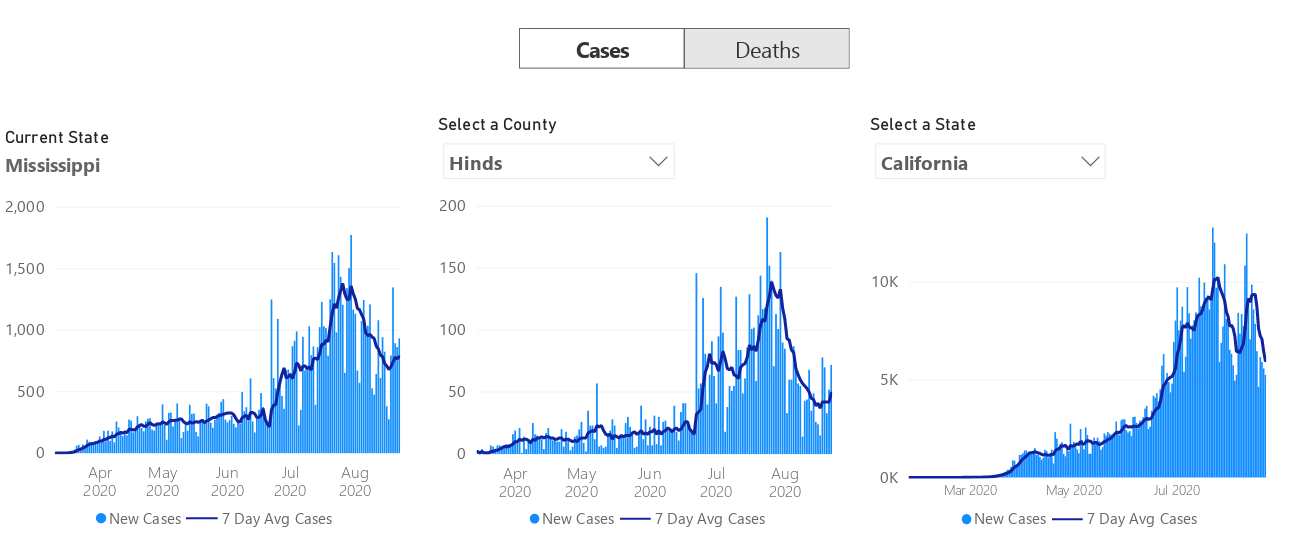 Cases Deaths
Current State
Mississippi
2,000
1,500
1,000
500
0
Apr 2020 May 2020 Jun 2020 Jul 2020 Aug 2020
New Cases 7 Day Avg Cases
Select a County
Hinds
200
150
100
50
0
Apr 2020 May 2020 Jun 2020 Jul 2020 Aug 2020
New Cases 7 Day Avg Cases
Select a State
California
10K
5K
0K
Mar 2020 May 2020 Jul 2020
New Cases 7 Day Avg Cases